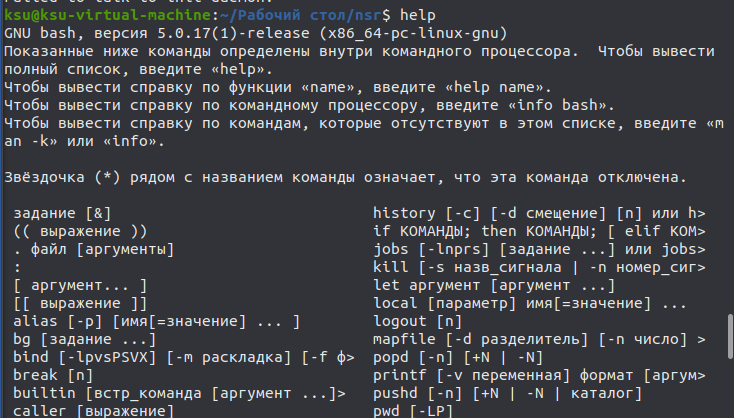 ksu@ksu-virtual-machine:~/Рабочий стол/nsr$ help
GNU bash, версия 5.0.17(1)-release (x86_64-pc-linux-gnu)
Показанные ниже команды определены внутри командного процессора.  Чтобы вывести
полный список, введите «help».
Чтобы вывести справку по функции «name», введите «help name».
Чтобы вывести справку по командному процессору, введите «info bash».
Чтобы вывести справку по командам, которые отсутствуют в этом списке, введите «m
an -k» или «info».
Звёздочка (*) рядом с названием команды означает, что эта команда отключена.
задание [&] history [-c] [-d смещение] [n] или h>
(( выражение )) if КОМАНДЫ; then КОМАНДЫ; [ elif КОМ>
. файл [аргументы] jobs [-lnprs] [задание ...] или jobs>
: kill [-s назв_сигнала | -n номер_сиг>
[ аргумент... ] let аргумент [аргумент ...]
[[ выражение ]] local [параметр] имя[=значение] ...
alias [-p] [имя[=значение] ... ] logout [n]
bg [задание ...] mapfile [-d разделитель] [-n число] >
bind [-lpvsPSVX] [-m раскладка] [-f ф> popd [-n] [+N | -N]
break [n] printf [-v переменная] формат [аргум>
builtin [встр_команда [аргумент ...]> pushd [-n] [+N | -N | каталог]
caller [выражение] pwd [-LP]